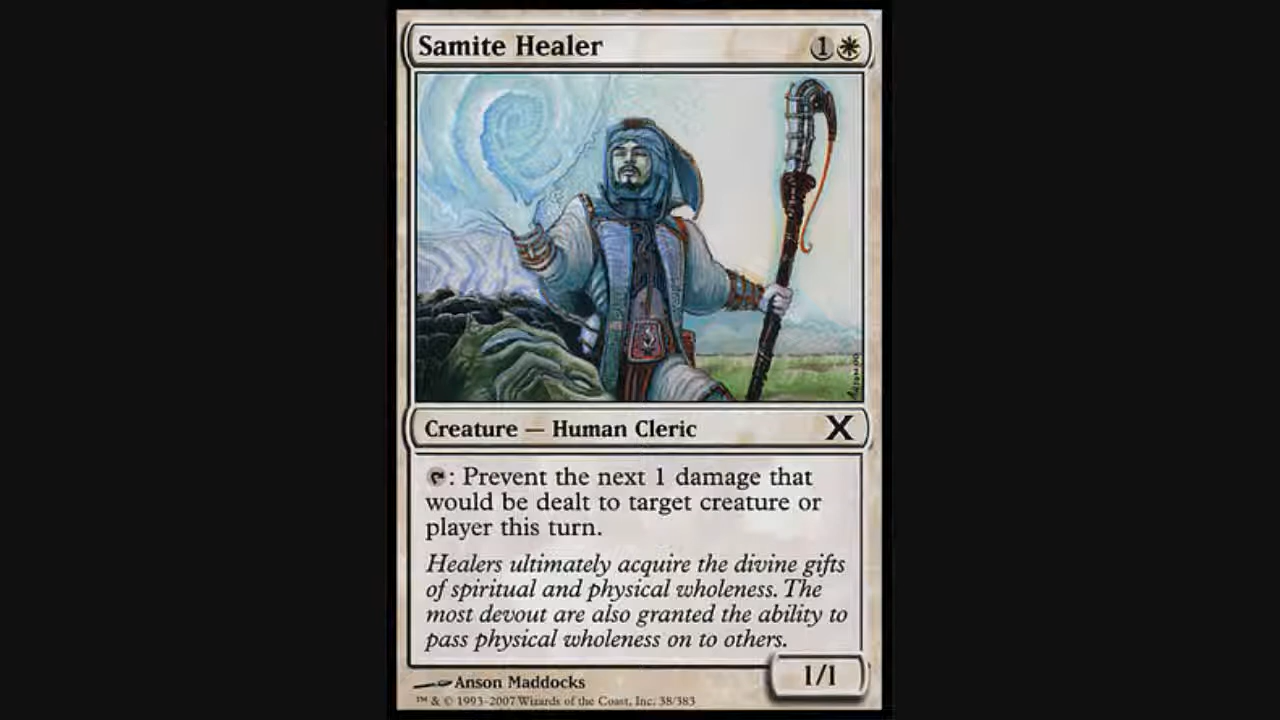 Samite Healer 1
Creature — Human Cleric X
: Prevent the next 1 damage that
would be dealt to target creature or
player this turn.
Healers ultimately acquire the divine gifts
of spiritual and physical wholeness. The
most devout are also granted the ability to
pass physical wholeness on to others.
1/1
Anson Maddocks
™ & © 1993–2007 Wizards of the Coast, Inc. 38/383